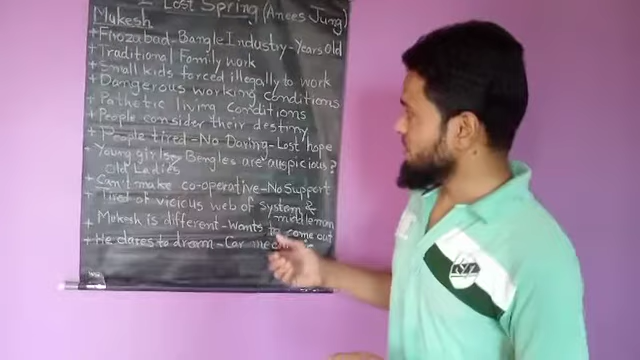 Lost Spring (Anees Jung)
Mukesh
+ Firozabad - Bangle Industry - Years old
+ Traditional Family work
+ Small kids forced illegally to work
+ Dangerous working conditions
+ Pathetic living conditions
+ People consider their destiny
+ People tired - No Daring - Lost hope
- Young girls Bengles are auspicious?
Old Ladies
+ Can't make co-operative - No Support
+ Tired of vicious web of system & middleman
+ Mukesh is different - wants to come out
+ He dares to dream - Car